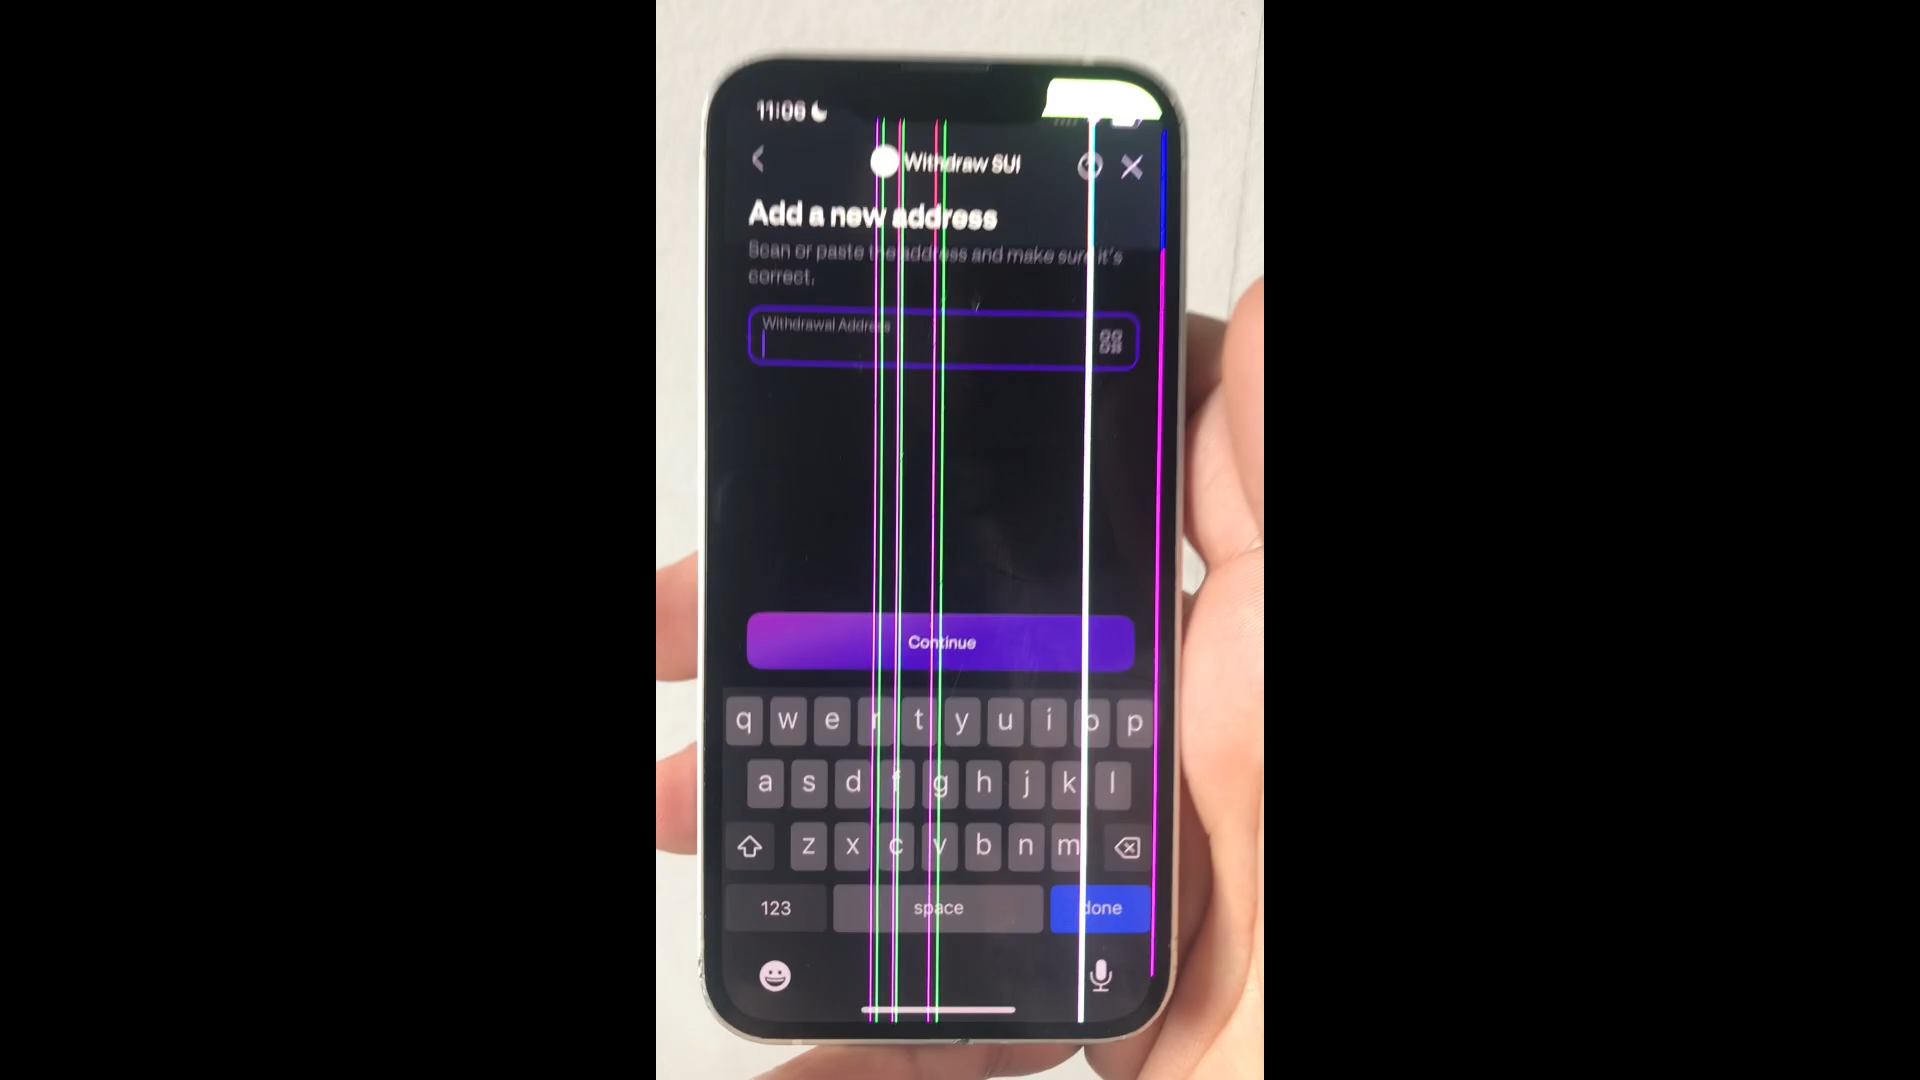 11:06
Withdraw SUI
Add a new address
Scan or paste the address and make sure it's
correct.
Withdrawal Address
Continue
q w e r t y u i o p
a s d f g h j k l
z x c v b n m
123 space done